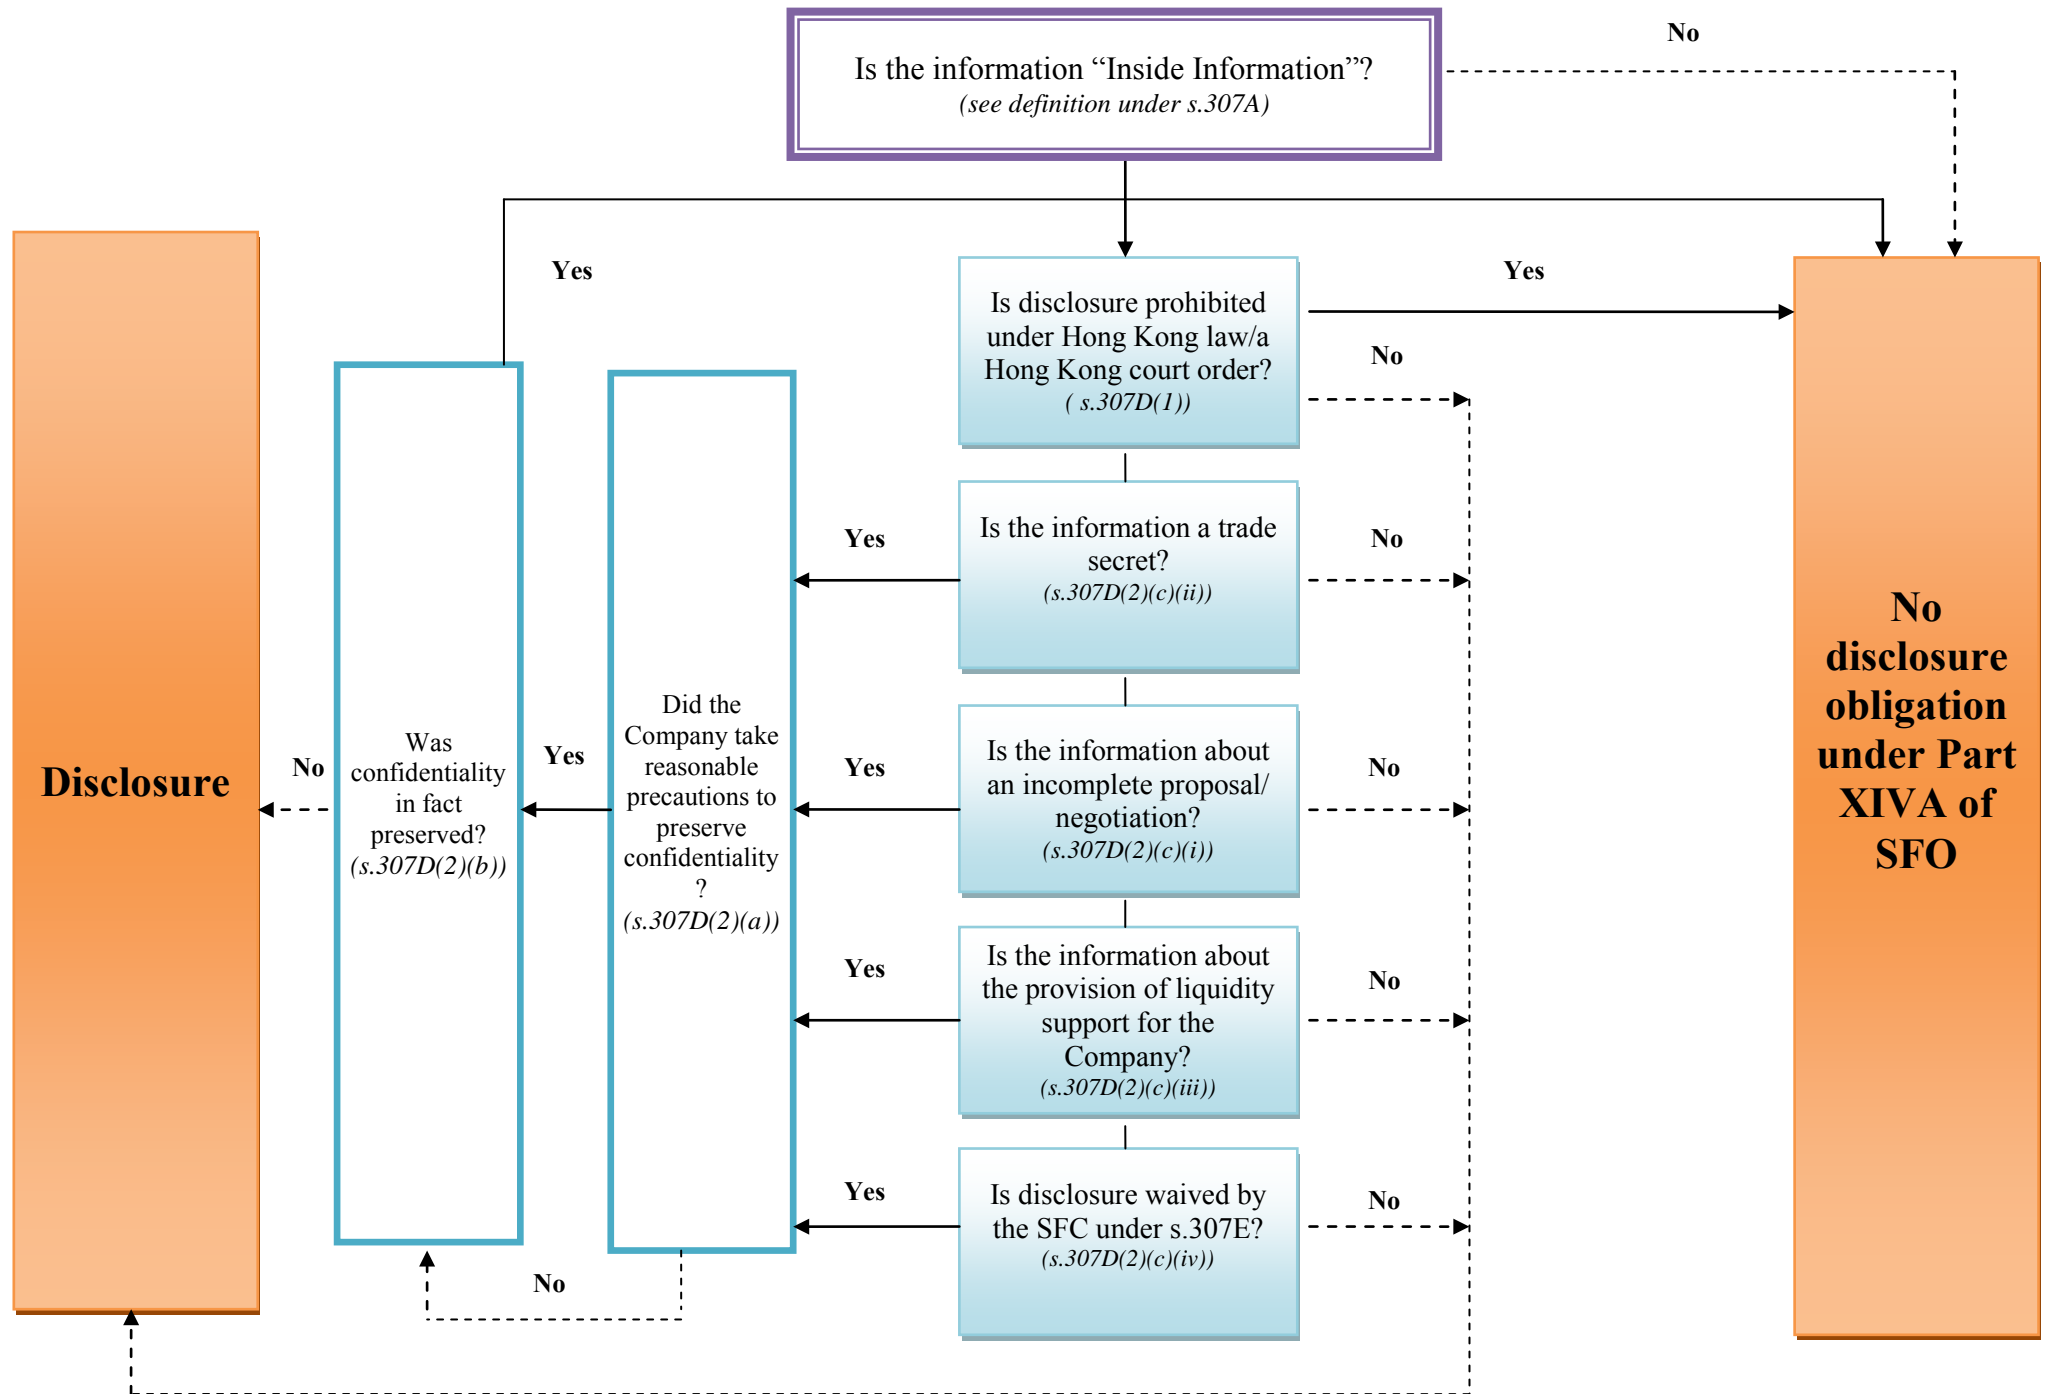 No
Is the information “Inside Information”?
(see definition under s.307A)
Yes
Yes
Is disclosure prohibited
under Hong Kong law/a
Hong Kong court order?
( s.307D(1))
No
Is the information a trade
secret?
(s.307D(2)(c)(ii))
Yes
No
Is the information about
an incomplete proposal/
negotiation?
(s.307D(2)(c)(i))
Yes
No
Is the information about
the provision of liquidity
support for the
Company?
(s.307D(2)(c)(iii))
Yes
No
Is disclosure waived by
the SFC under s.307E?
(s.307D(2)(c)(iv))
Yes
No
Did the
Company take
reasonable
precautions to
preserve
confidentiality
?
(s.307D(2)(a))
Yes
No
Was
confidentiality
in fact
preserved?
(s.307D(2)(b))
No
Disclosure
No
disclosure
obligation
under Part
XIVA of
SFO